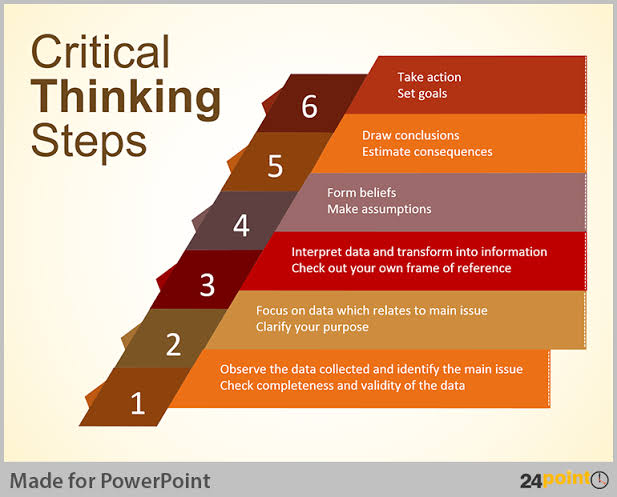 Critical
Thinking
Steps
6
Take action
Set goals
5
Draw conclusions
Estimate consequences
4
Form beliefs
Make assumptions
3
Interpret data and transform into information
Check out your own frame of reference
2
Focus on data which relates to main issue
Clarify your purpose
1
Observe the data collected and identify the main issue
Check completeness and validity of the data
Made for PowerPoint
24point